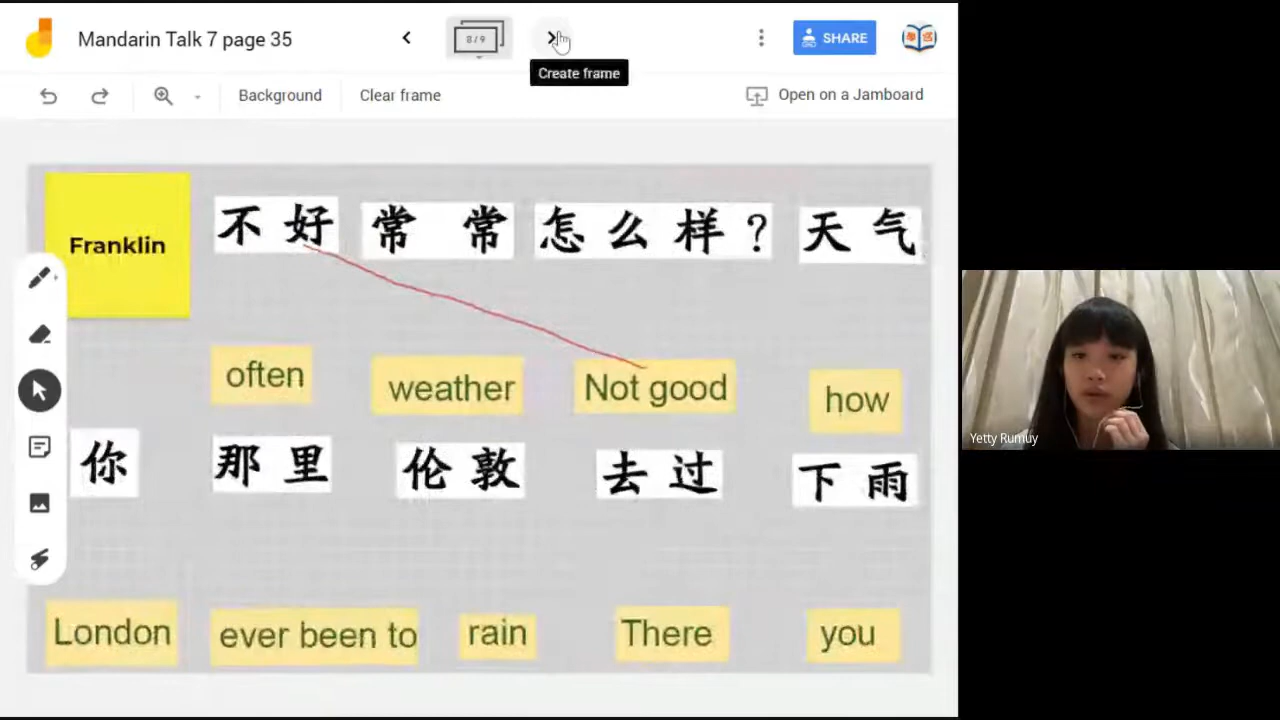 Mandarin Talk 7 page 35
8/9
SHARE
Create frame
Background
Clear frame
Open on a Jamboard
Franklin
不好
常常
怎么样?
天气
often
weather
Not good
how
你
那里
伦敦
去过
下雨
London
ever been to
rain
There
you
Yetty Rumuy